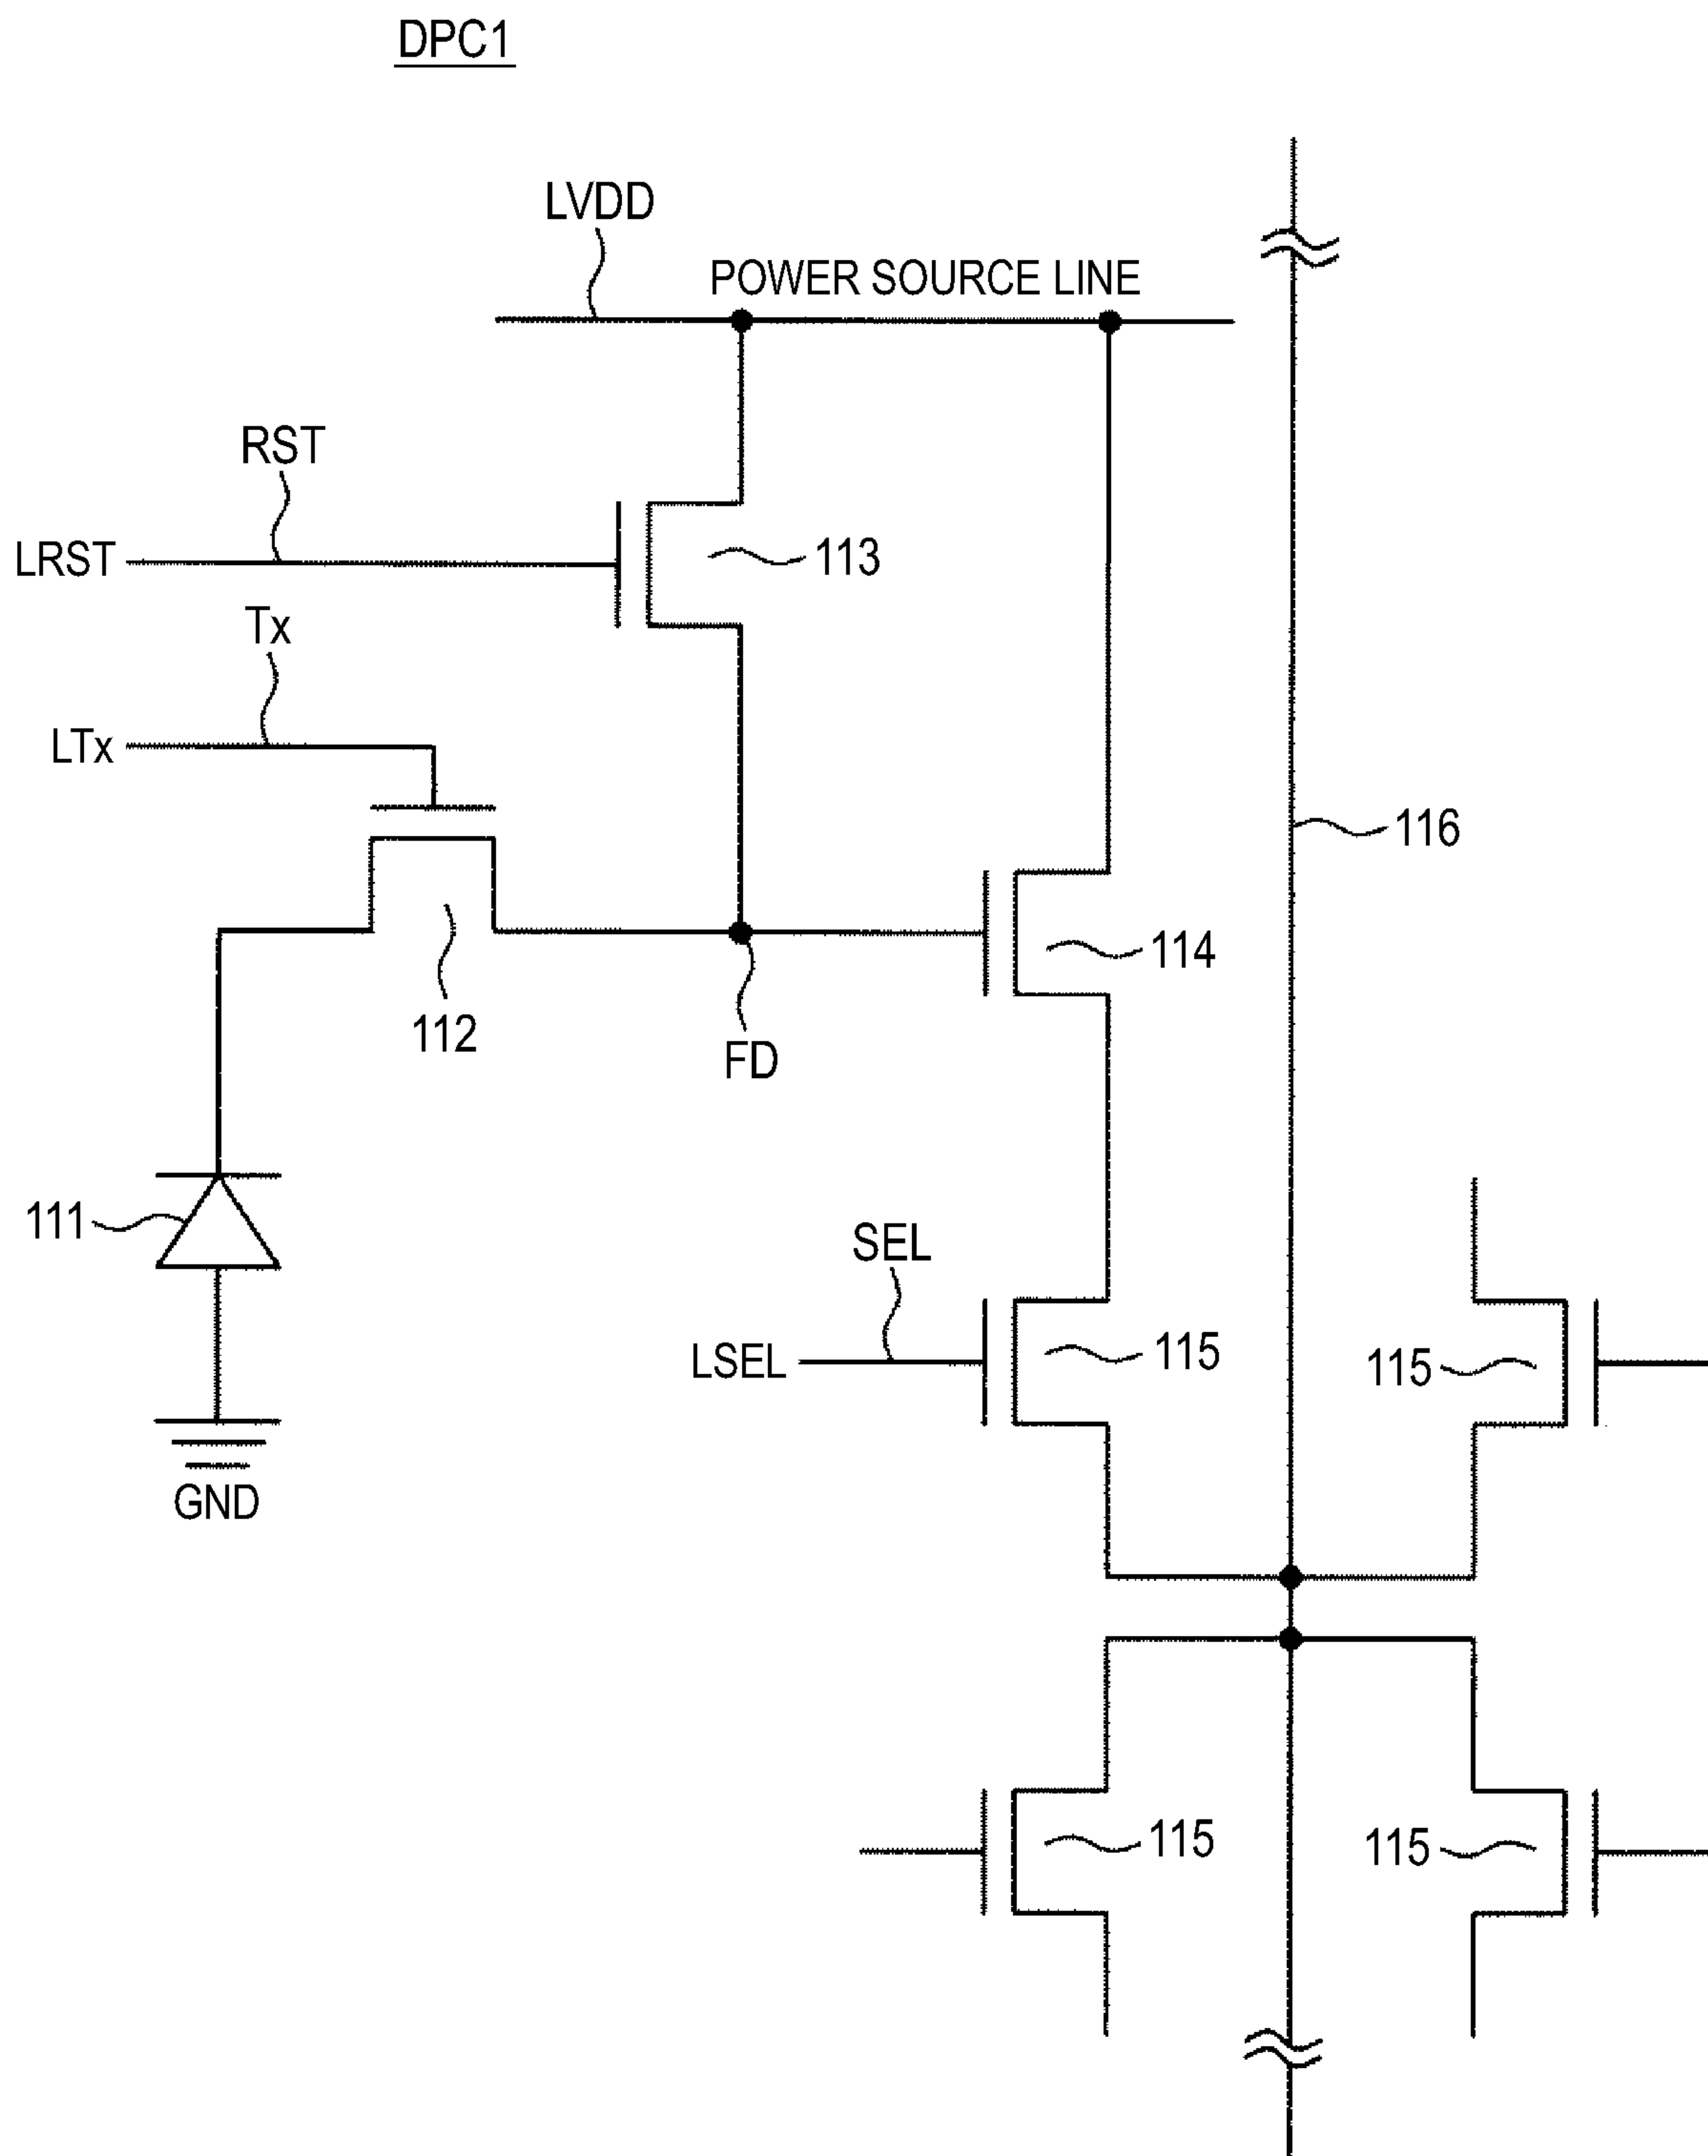 DPC1
LVDD
POWER SOURCE LINE
RST
LRST
113
Tx
LTx
116
114
112
FD
111
SEL
LSEL
115
115
GND
115
115